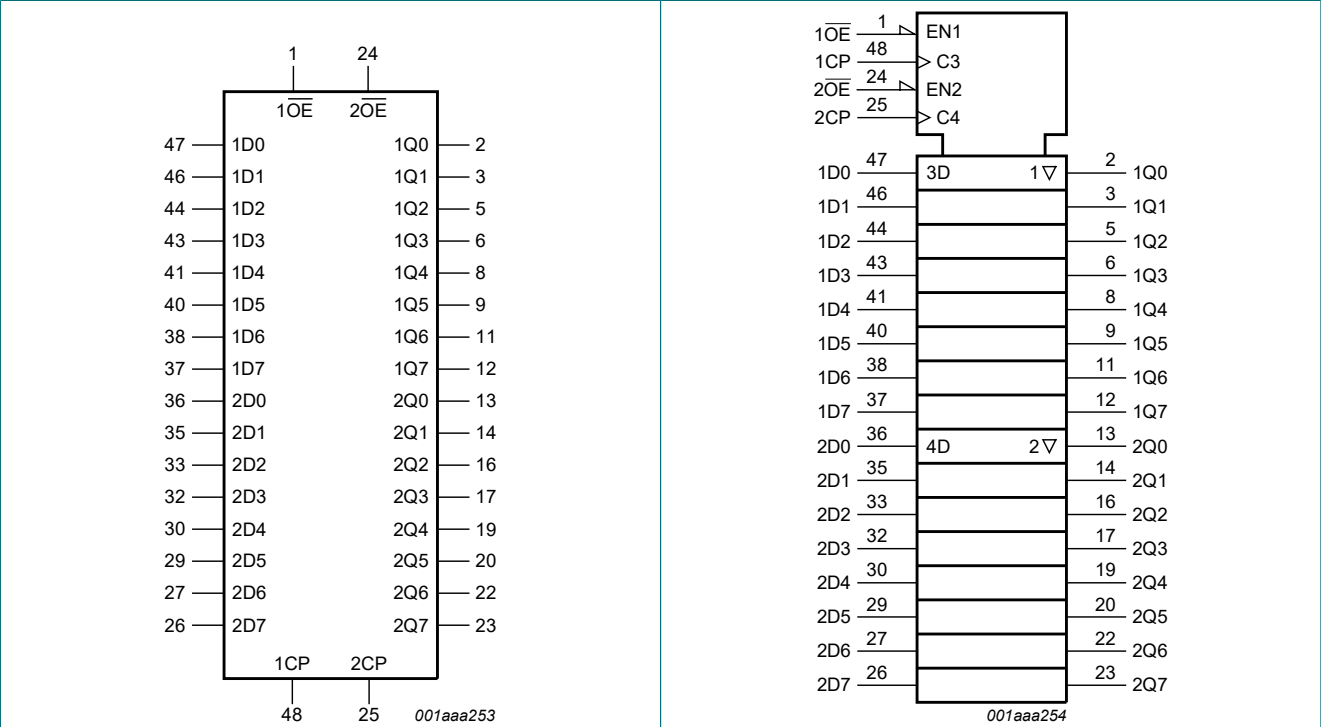 1 24
1O̅E̅ 2O̅E̅
47 1D0 1Q0 2
46 1D1 1Q1 3
44 1D2 1Q2 5
43 1D3 1Q3 6
41 1D4 1Q4 8
40 1D5 1Q5 9
38 1D6 1Q6 11
37 1D7 1Q7 12
36 2D0 2Q0 13
35 2D1 2Q1 14
33 2D2 2Q2 16
32 2D3 2Q3 17
30 2D4 2Q4 19
29 2D5 2Q5 20
27 2D6 2Q6 22
26 2D7 2Q7 23
1CP 2CP
48 25 001aaa253
1O̅E̅ 1 EN1
1CP 48 C3
2O̅E̅ 24 EN2
2CP 25 C4
1D0 47 3D 1▽ 2 1Q0
1D1 46 3 1Q1
1D2 44 5 1Q2
1D3 43 6 1Q3
1D4 41 8 1Q4
1D5 40 9 1Q5
1D6 38 11 1Q6
1D7 37 12 1Q7
2D0 36 4D 2▽ 13 2Q0
2D1 35 14 2Q1
2D2 33 16 2Q2
2D3 32 17 2Q3
2D4 30 19 2Q4
2D5 29 20 2Q5
2D6 27 22 2Q6
2D7 26 23 2Q7
001aaa254